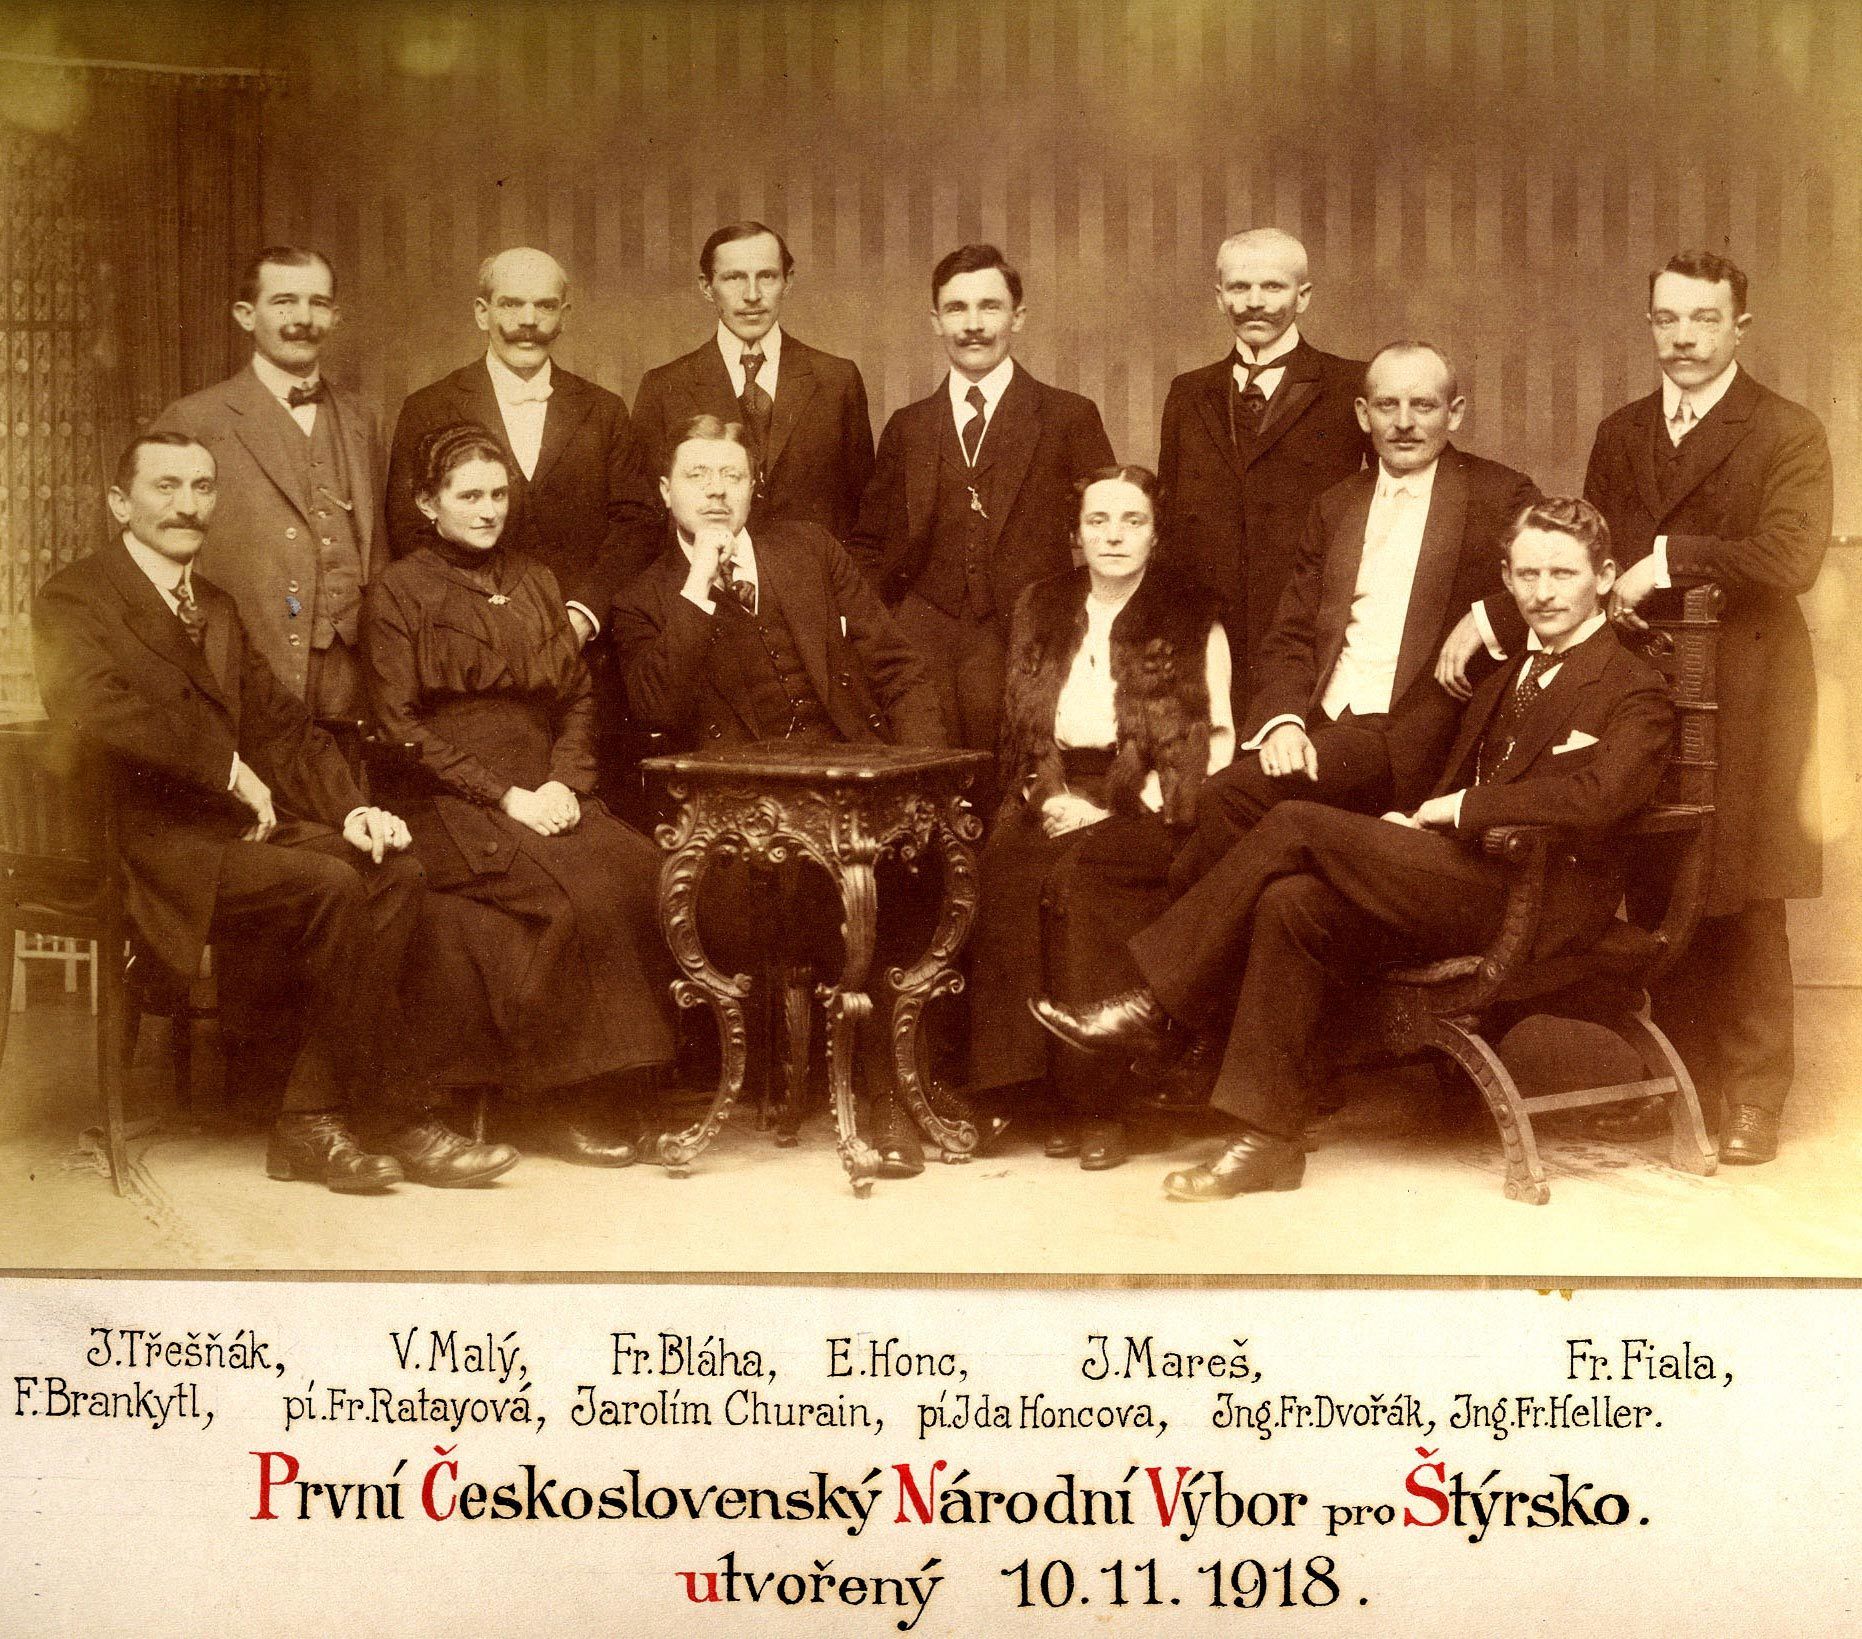 J.Třešňák, V.Malý, Fr.Bláha, E.Honc, J.Mareš, Fr.Fiala,
F.Brankytl, pí.Fr.Ratayová, Jarolím Churain, pí.Jda Honcova, Jng.Fr.Dvořák, Jng.Fr.Heller.
První Československý Národní Výbor pro Štýrsko.
utvořený 10.11.1918.